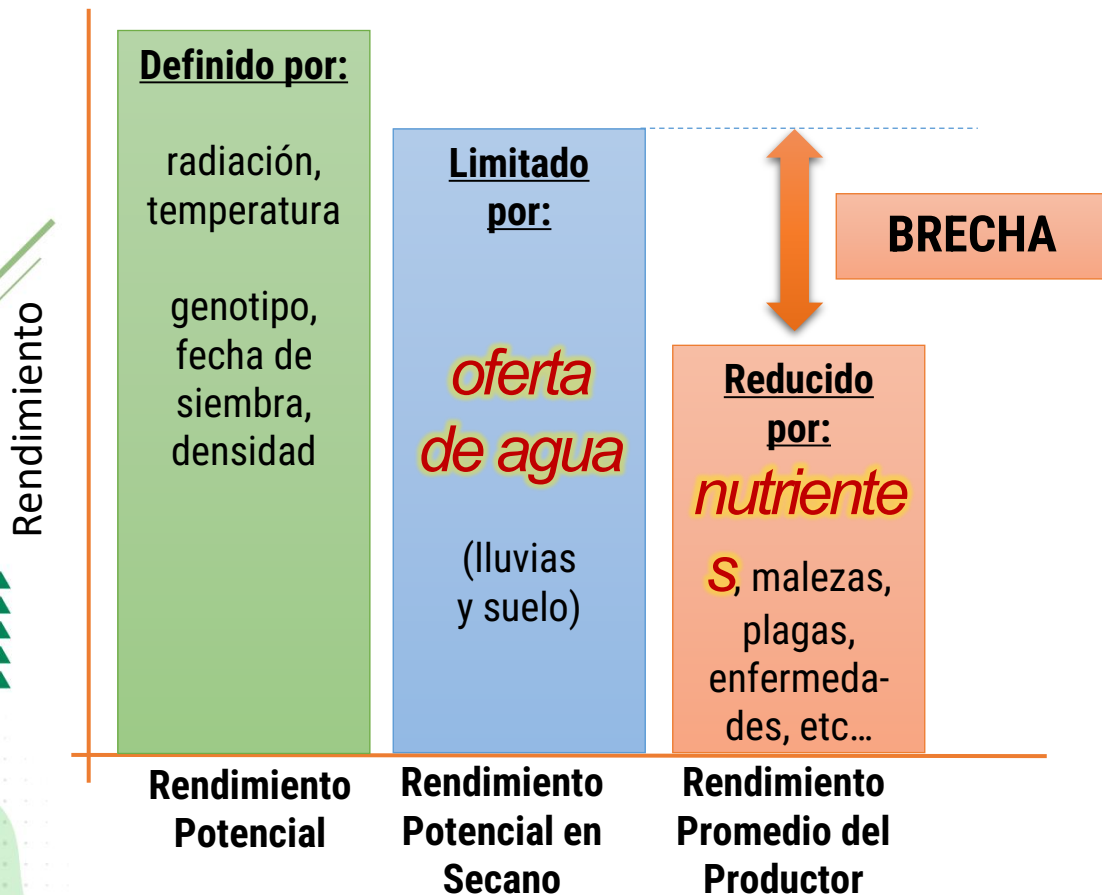 Rendimiento
Definido por:
radiación,
temperatura
genotipo,
fecha de
siembra,
densidad
Limitado
por:
oferta
de agua
(lluvias
y suelo)
BRECHA
Reducido
por:
nutriente
s, malezas,
plagas,
enfermeda-
des, etc…
Rendimiento
Potencial
Rendimiento
Potencial en
Secano
Rendimiento
Promedio del
Productor